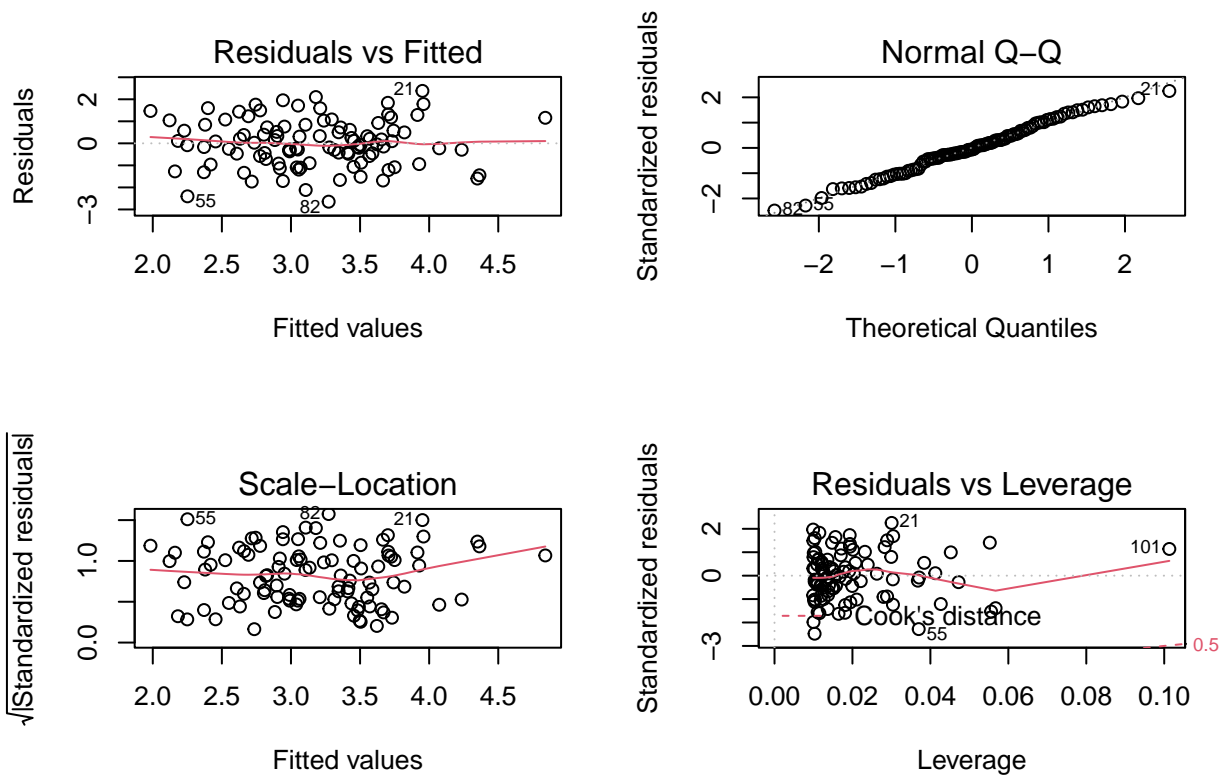 Residuals vs Fitted
Residuals
2
0
−3
21
55
82
2.0 2.5 3.0 3.5 4.0 4.5
Fitted values
Normal Q−Q
Standardized residuals
2
0
−2
21
82
55
−2 −1 0 1 2
Theoretical Quantiles
Scale−Location
√|Standardized residuals|
1.0
0.0
55
82
21
2.0 2.5 3.0 3.5 4.0 4.5
Fitted values
Residuals vs Leverage
Standardized residuals
2
0
−3
21
101
Cook's distance
55
0.5
0.00 0.02 0.04 0.06 0.08 0.10
Leverage